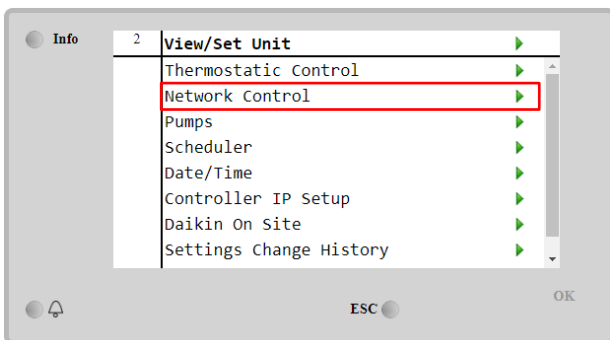 Info
2 View/Set Unit
Thermostatic Control
Network Control
Pumps
Scheduler
Date/Time
Controller IP Setup
Daikin On Site
Settings Change History
OK
ESC